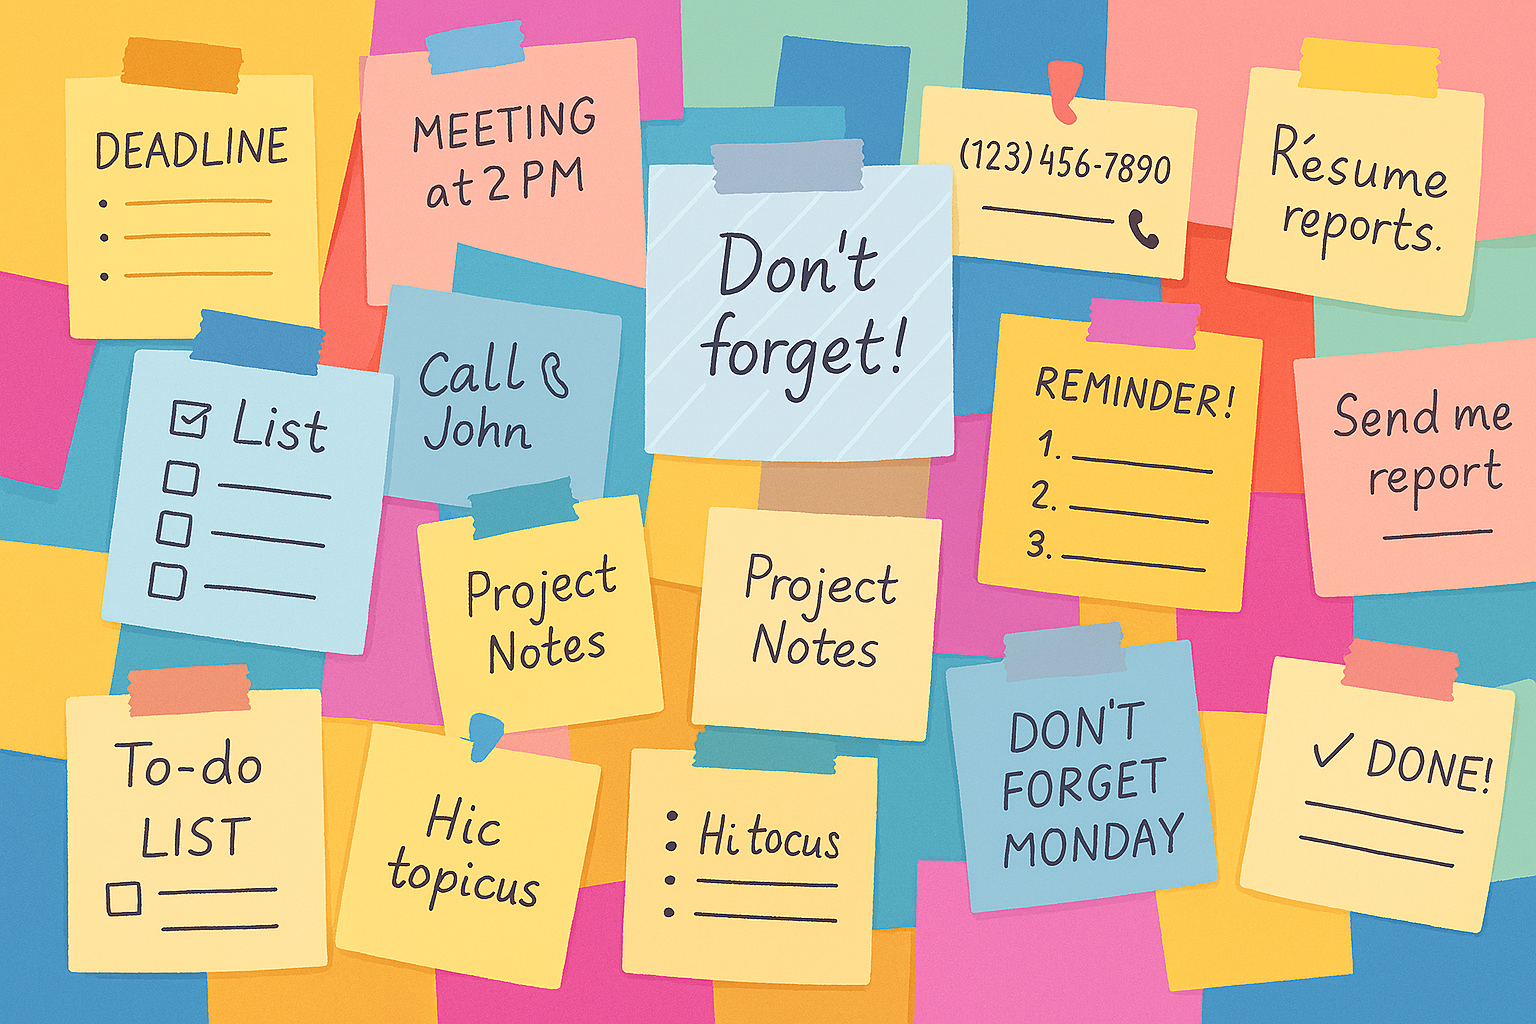 DEADLINE
MEETING
at 2 PM
(123) 456-7890
Résume
reports.
Don't
forget!
List
Call
John
REMINDER!
1.
2.
3.
Send me
report
Project
Notes
Project
Notes
To-do
LIST
Hic
topicus
Hi tocus
DON'T
FORGET
MONDAY
✓ DONE!